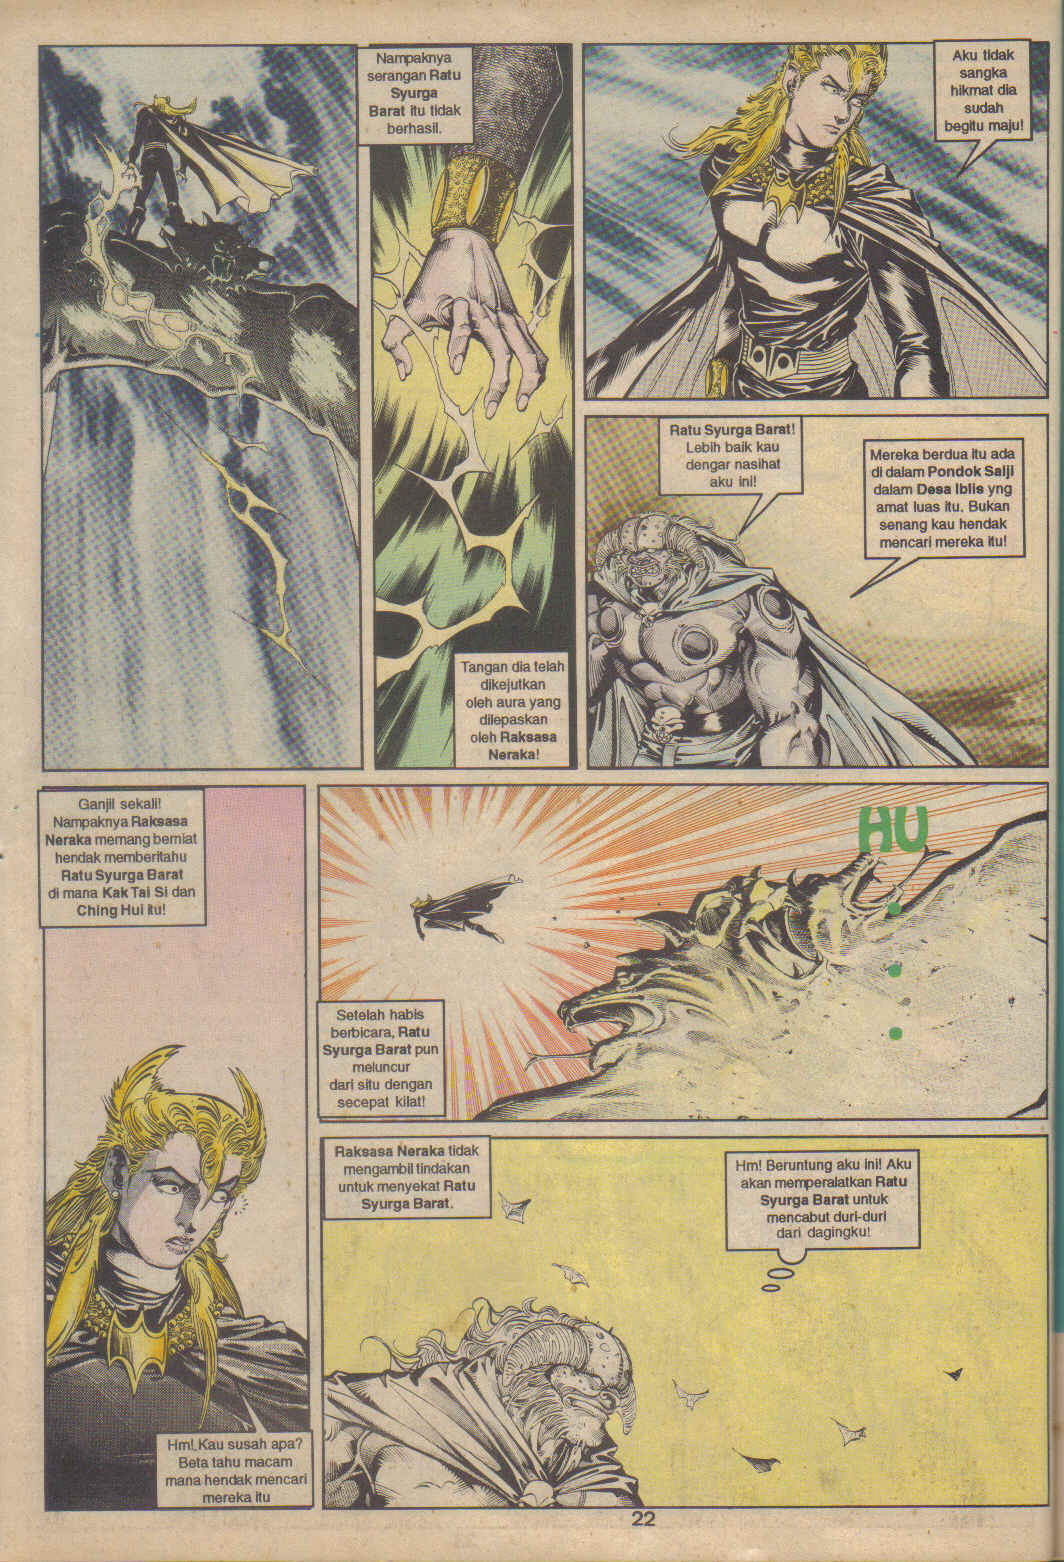 Nampaknya
serangan Ratu
Syurga
Barat itu tidak
berhasil.
Tangan dia telah
dikejutkan
oleh aura yang
dilepaskan
oleh Raksasa
Neraka!
Aku tidak
sangka
hikmat dia
sudah
begitu maju!
Ratu Syurga Barat!
Lebih baik kau
dengar nasihat
aku ini!
Mereka berdua itu ada
di dalam Pondok Salji
dalam Desa Iblis yng
amat luas itu. Bukan
senang kau hendak
mencari mereka itu!
Ganjil sekali!
Nampaknya Raksasa
Neraka memang berniat
hendak memberitahu
Ratu Syurga Barat
di mana Kak Tai Si dan
Ching Hui itu!
Hm!, Kau susah apa?
Beta tahu macam
mana hendak mencari
mereka itu
HU
Setelah habis
berbicara, Ratu
Syurga Barat pun
meluncur
dari situ dengan
secepat kilat!
Raksasa Neraka tidak
mengambil tindakan
untuk menyekat Ratu
Syurga Barat.
Hm! Beruntung aku ini! Aku
akan memperalatkan Ratu
Syurga Barat untuk
mencabut duri-duri
dari dagingku!
22